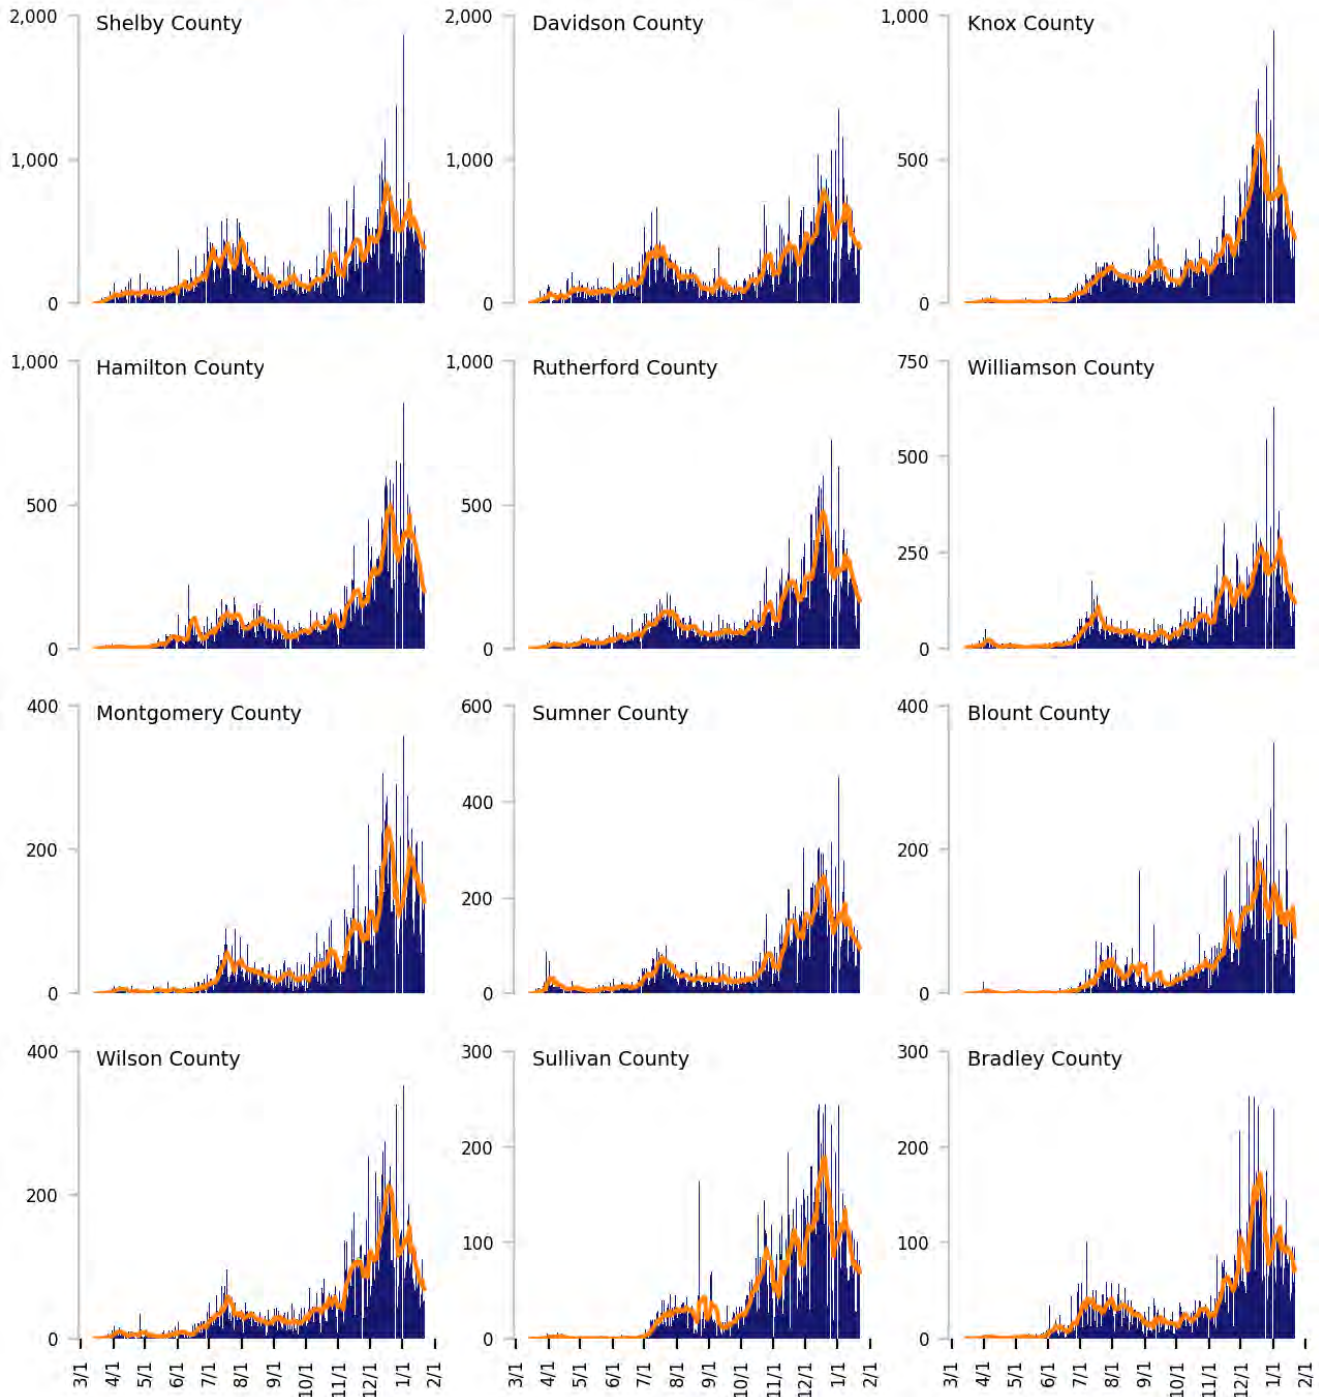 2,000
Shelby County
1,000
0
2,000
Davidson County
1,000
0
1,000
Knox County
500
0
1,000
Hamilton County
500
0
1,000
Rutherford County
500
0
750
Williamson County
500
250
0
400
Montgomery County
200
0
600
Sumner County
400
200
0
400
Blount County
200
0
400
Wilson County
200
0
3/1 4/1 5/1 6/1 7/1 8/1 9/1 10/1 11/1 12/1 1/1 2/1
300
Sullivan County
200
100
0
3/1 4/1 5/1 6/1 7/1 8/1 9/1 10/1 11/1 12/1 1/1 2/1
300
Bradley County
200
100
0
3/1 4/1 5/1 6/1 7/1 8/1 9/1 10/1 11/1 12/1 1/1 2/1